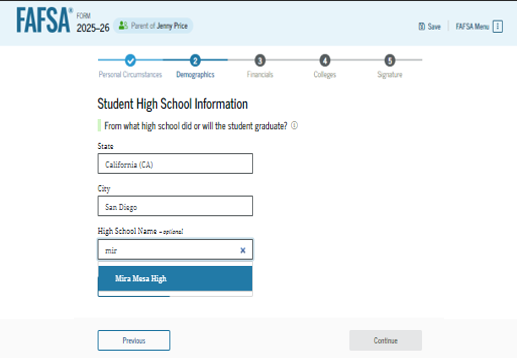 FAFSA® FORM 2025–26 Parent of Jenny Price Save FAFSA Menu
2 3 4 5
Personal Circumstances Demographics Financials Colleges Signature
Student High School Information
From what high school did or will the student graduate?
State
California (CA)
City
San Diego
High School Name - optional
mir
Mira Mesa High
Previous Continue